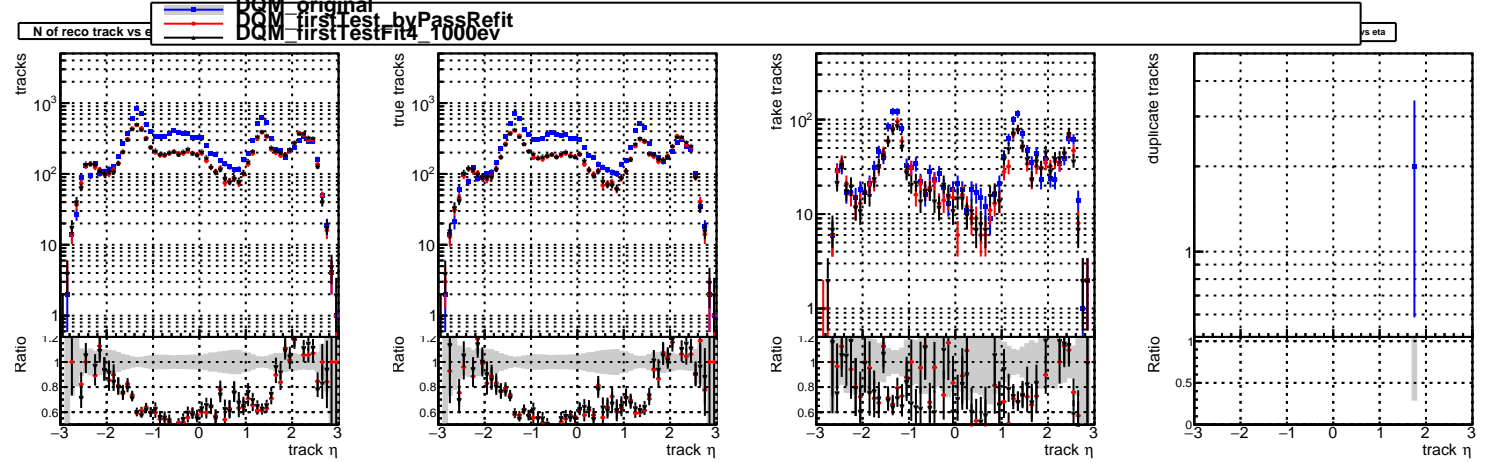 DQM_original
DQM_firstTest_byPassRefit
DQM_firstTestFit4_1000ev
N of reco track vs e
vs eta
tracks
10³
10²
10
1
Ratio
1.2
1
0.8
0.6
−3 −2 −1 0 1 2 3
track η
true tracks
10³
10²
10
1
Ratio
1.2
1
0.8
0.6
−3 −2 −1 0 1 2 3
track η
fake tracks
10²
10
1
Ratio
1.2
1
0.8
0.6
−3 −2 −1 0 1 2 3
track η
duplicate tracks
1
Ratio
1
0.5
0
−3 −2 −1 0 1 2 3
track η